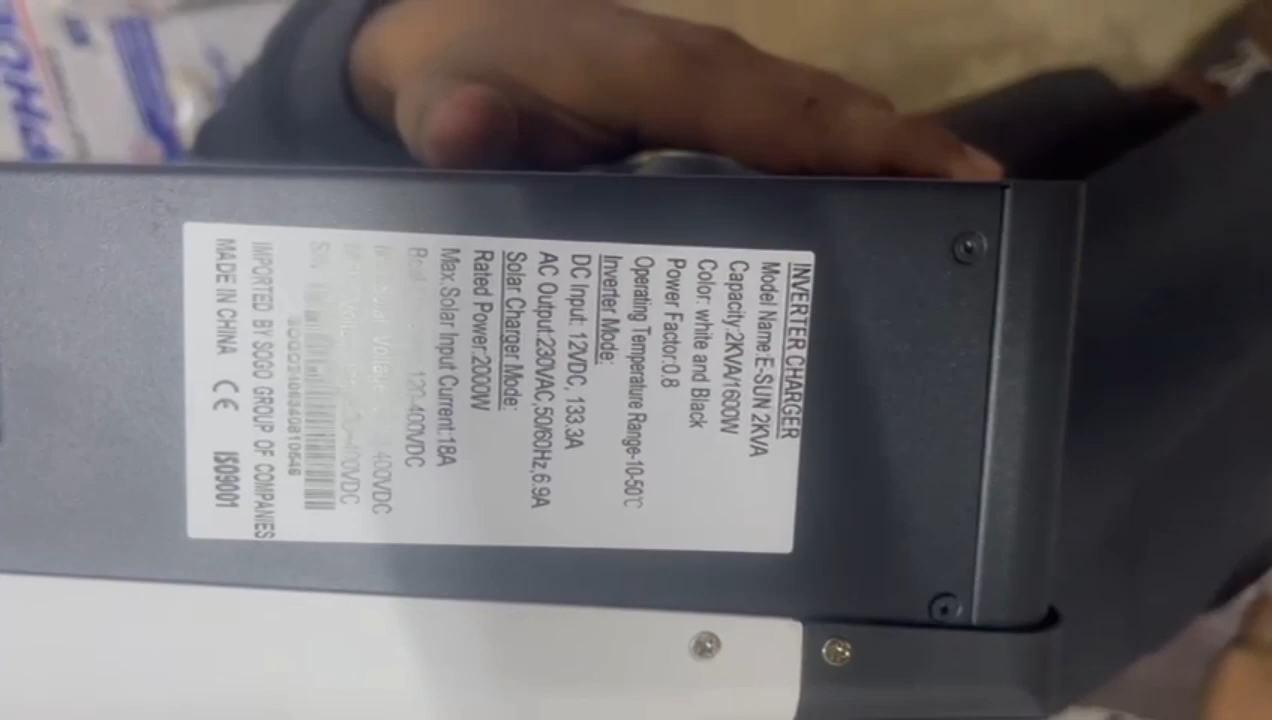 INVERTER CHARGER
Model Name:E-SUN 2KVA
Capacity:2KVA/1600W
Color: white and Black
Power Factor:0.8
Operating Temperature Range-10-50℃
Inverter Mode:
DC Input: 12VDC, 133.3A
AC Output:230VAC,50/60Hz,6.9A
Solar Charger Mode:
Rated Power:2000W
Max.Solar Input Current:18A
120-400VDC
400VDC
S/N
IMPORTED BY SOGO GROUP OF COMPANIES
MADE IN CHINA CE ISO9001